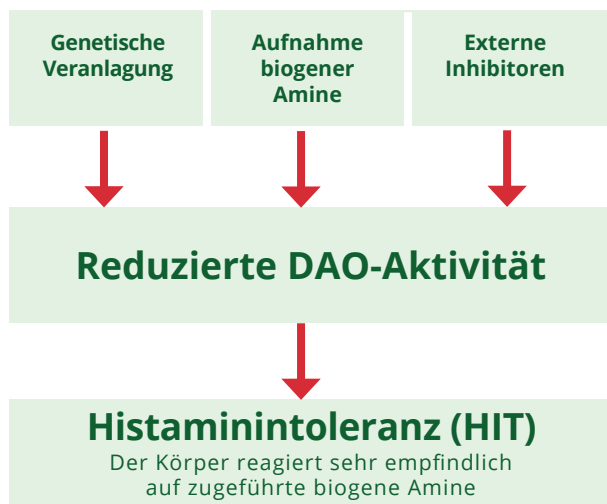 Genetische
Veranlagung
Aufnahme
biogener
Amine
Externe
Inhibitoren
Reduzierte DAO-Aktivität
Histaminintoleranz (HIT)
Der Körper reagiert sehr empfindlich
auf zugeführte biogene Amine